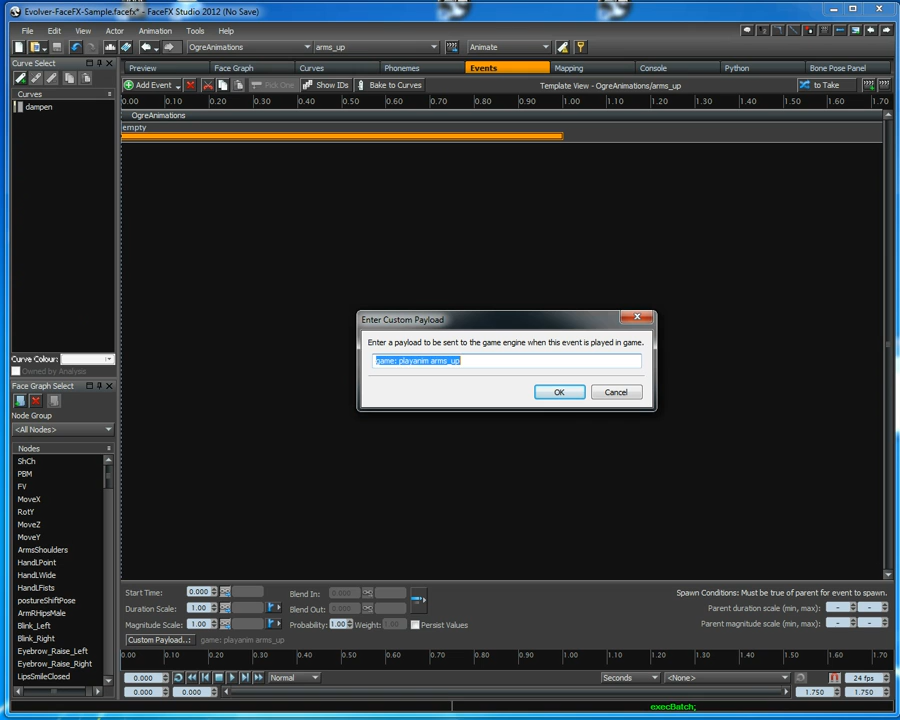 Evolver-FaceFX-Sample.facefx* - FaceFX Studio 2012 (No Save)
File Edit View Actor Animation Tools Help
OgreAnimations arms_up Animate
Curve Select
Preview Face Graph Curves Phonemes Events Mapping Console Python Bone Pose Panel
Add Event Pick One Show IDs Bake to Curves Template View - OgreAnimations/arms_up to Take
Curves
0.00 0.10 0.20 0.30 0.40 0.50 0.60 0.70 0.80 0.90 1.00 1.10 1.20 1.30 1.40 1.50 1.60 1.70
dampen
OgreAnimations
empty
Enter Custom Payload
Enter a payload to be sent to the game engine when this event is played in game.
game: playanim arms_up
OK Cancel
Curve Colour:
Owned by Analysis
Face Graph Select
Node Group
<All Nodes>
Nodes
ShCh
PBM
FV
MoveX
RotY
MoveZ
MoveY
ArmsShoulders
HandLPoint
HandLWide
HandLFists
postureShiftPose
ArmRHipsMale
Blink_Left
Blink_Right
Eyebrow_Raise_Left
Eyebrow_Raise_Right
LipsSmileClosed
Start Time: 0.000 Blend In: 0.000 Spawn Conditions: Must be true of parent for event to spawn.
Duration Scale: 1.00 Blend Out: 0.000 Parent duration scale (min, max): - -
Magnitude Scale: 1.00 Probability: 1.00 Weight: 1.00 Persist Values Parent magnitude scale (min, max): - -
Custom Payload... game: playanim arms_up
0.00 0.10 0.20 0.30 0.40 0.50 0.60 0.70 0.80 0.90 1.00 1.10 1.20 1.30 1.40 1.50 1.60 1.70
0.000 Normal Seconds <None> 24 fps
0.000 0.000 1.750 1.750
execBatch;